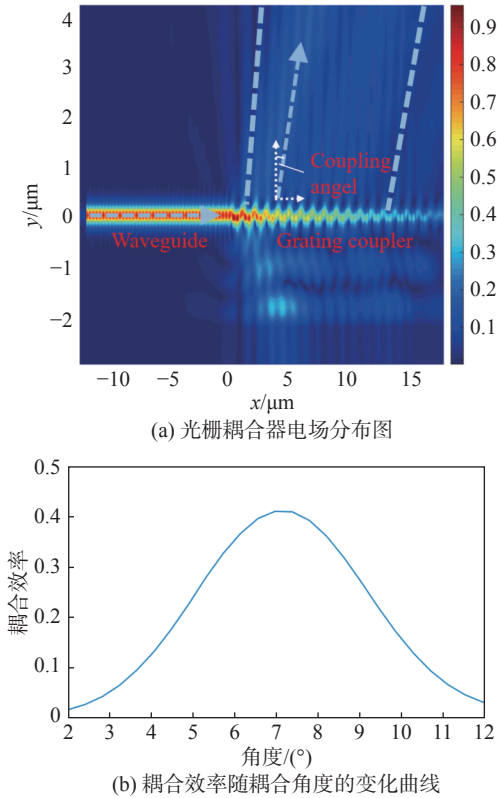 4
3
2
1
0
−1
−2
y/μm
Coupling
angel
Waveguide
Grating coupler
0.9
0.8
0.7
0.6
0.5
0.4
0.3
0.2
0.1
−10 −5 0 5 10 15
x/μm
(a) 光栅耦合器电场分布图
0.5
0.4
0.3
0.2
0.1
0
耦合效率
2 3 4 5 6 7 8 9 10 11 12
角度/(°)
(b) 耦合效率随耦合角度的变化曲线